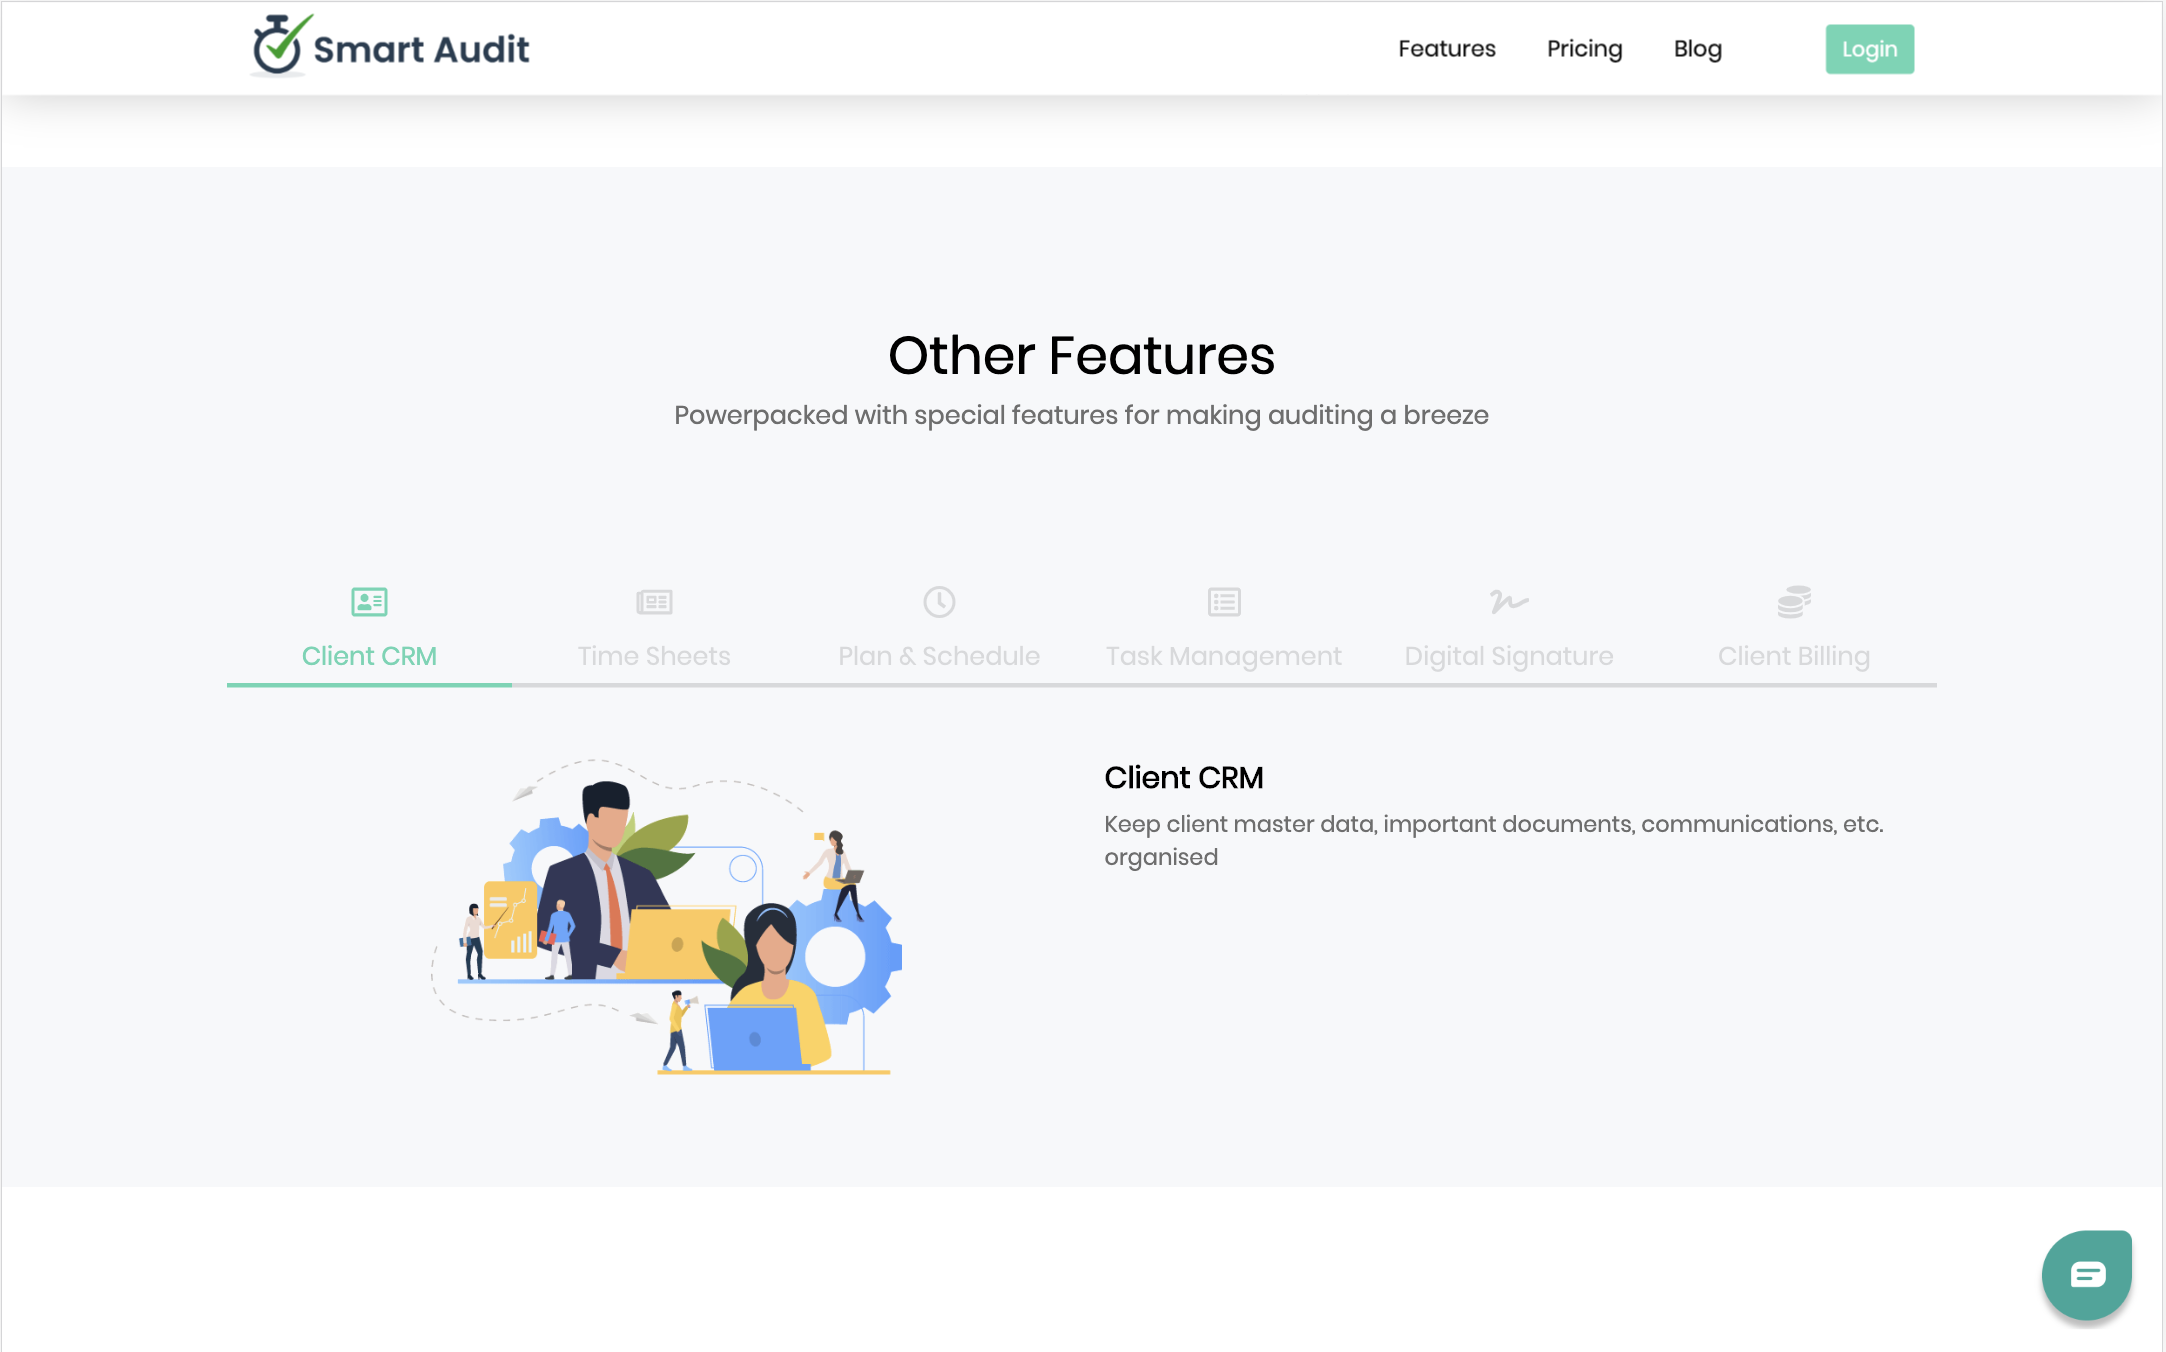 Smart Audit
Features
Pricing
Blog
Login
Other Features
Powerpacked with special features for making auditing a breeze
Client CRM
Time Sheets
Plan & Schedule
Task Management
Digital Signature
Client Billing
Client CRM
Keep client master data, important documents, communications, etc.
organised